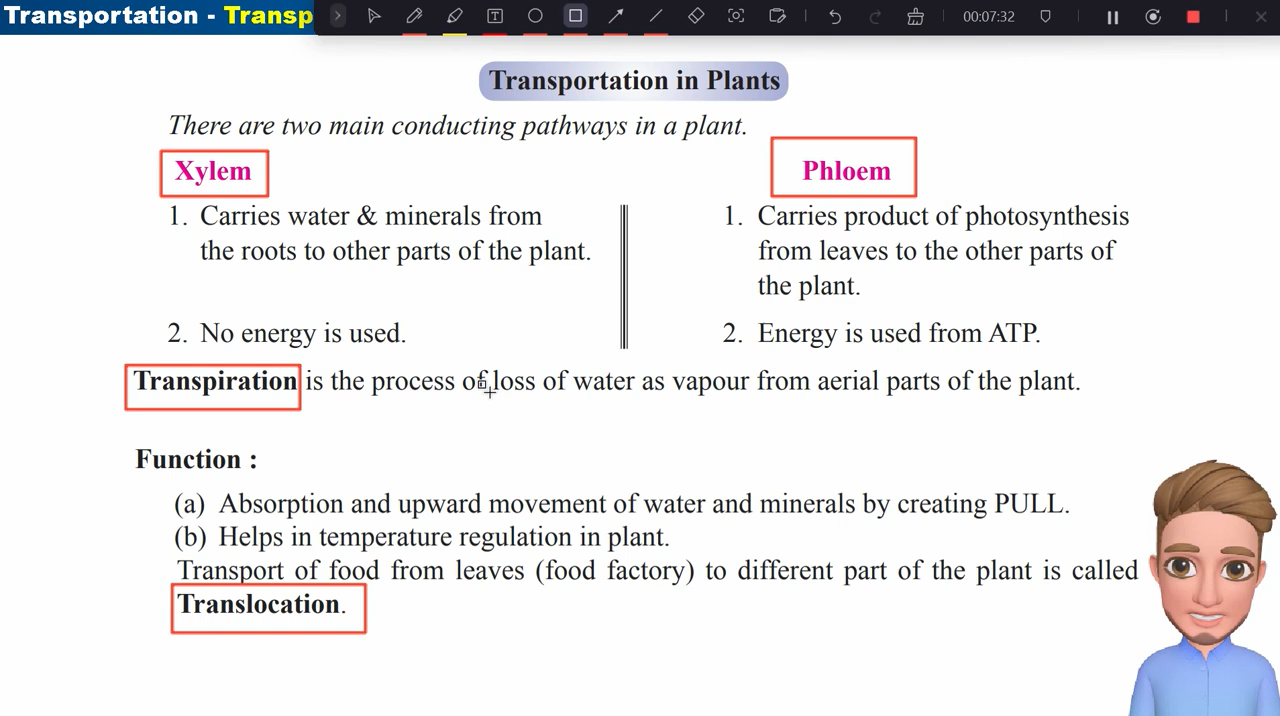 Transportation - Transp
00:07:32
Transportation in Plants
There are two main conducting pathways in a plant.
Xylem
1. Carries water & minerals from
the roots to other parts of the plant.
2. No energy is used.
Phloem
1. Carries product of photosynthesis
from leaves to the other parts of
the plant.
2. Energy is used from ATP.
Transpiration is the process of loss of water as vapour from aerial parts of the plant.
Function :
(a) Absorption and upward movement of water and minerals by creating PULL.
(b) Helps in temperature regulation in plant.
Transport of food from leaves (food factory) to different part of the plant is called
Translocation.